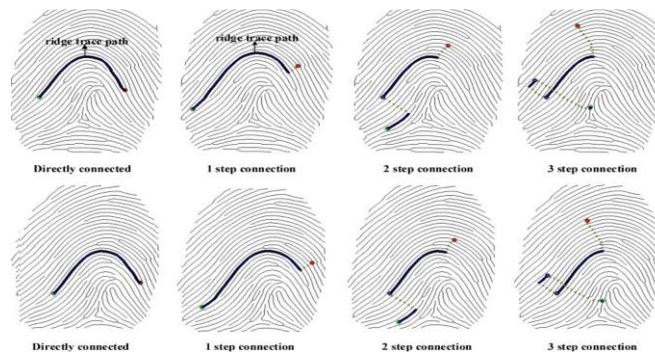 ridge trace path
ridge trace path
Directly connected
1 step connection
2 step connection
3 step connection
Directly connected
1 step connection
2 step connection
3 step connection